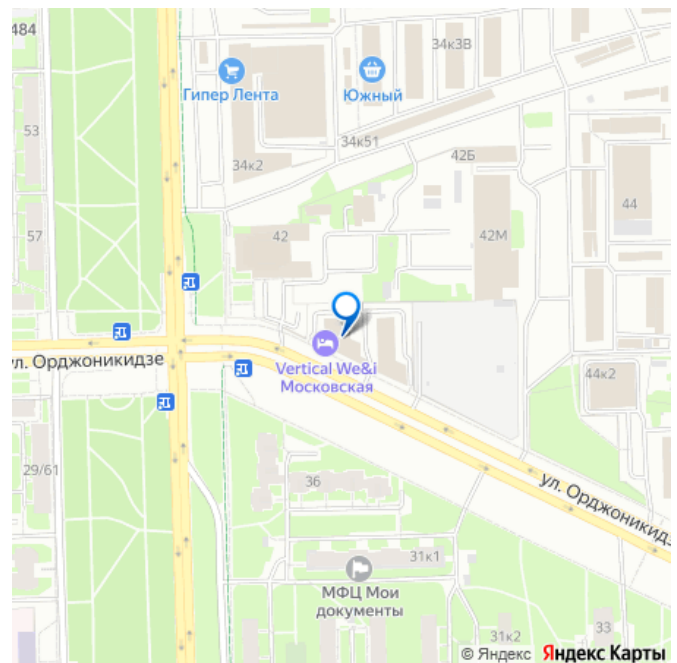 484
34к3В
Гипер Лента
Южный
53
34к51
34к2
42Б
44
57
42
42М
Vertical We&i
Московская
ул. Орджоникидзе
44к2
29/61
36
ул. Орджоникидз
31к1
МФЦ Мои
документы
31к2
33
© Яндекс Яндекс Карты